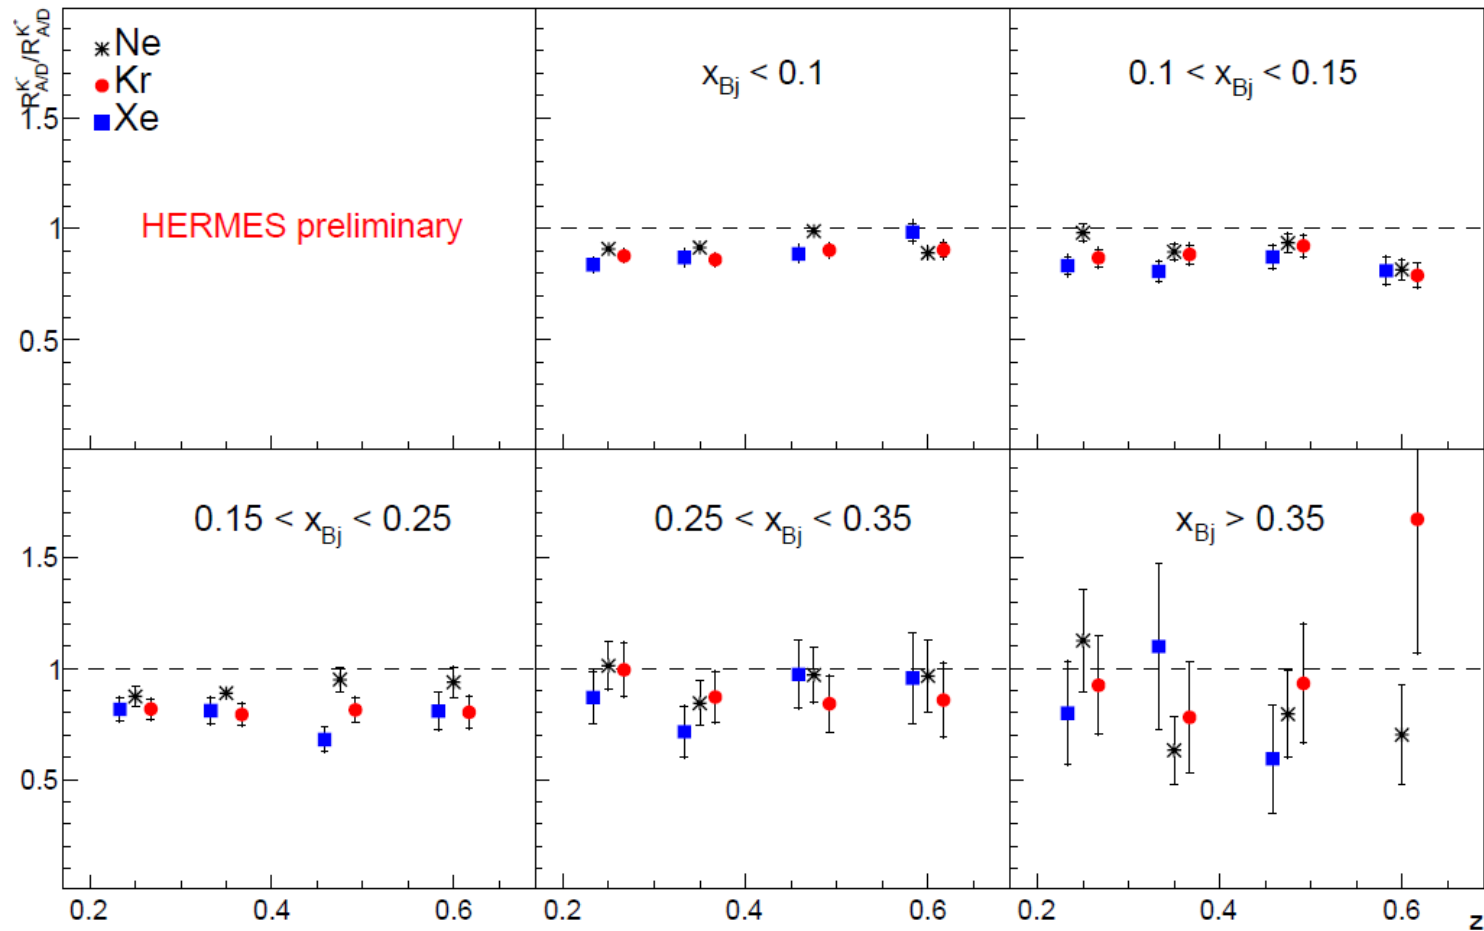 R_{A/D}^{K^-}/R_{A/D}^{K^+}
Ne
Kr
Xe
HERMES preliminary
x_{Bj} < 0.1
0.1 < x_{Bj} < 0.15
1.5
1
0.5
0.15 < x_{Bj} < 0.25
0.25 < x_{Bj} < 0.35
x_{Bj} > 0.35
1.5
1
0.5
0.2 0.4 0.6 0.2 0.4 0.6 0.2 0.4 0.6
z